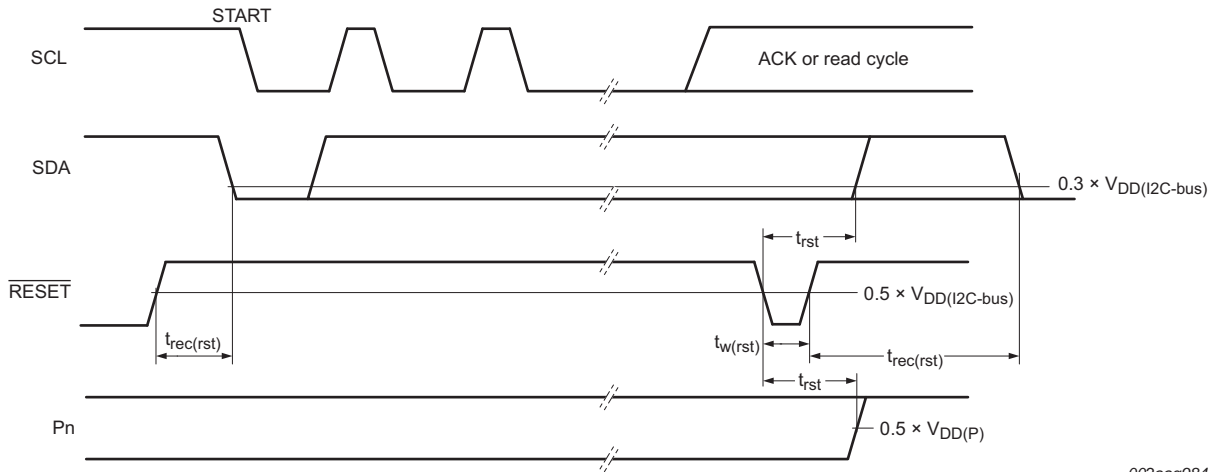 START
SCL
ACK or read cycle
SDA
0.3 × VDD(I2C-bus)
trst
RESET
0.5 × VDD(I2C-bus)
trec(rst)
tw(rst)
trec(rst)
trst
Pn
0.5 × VDD(P)
002aag984